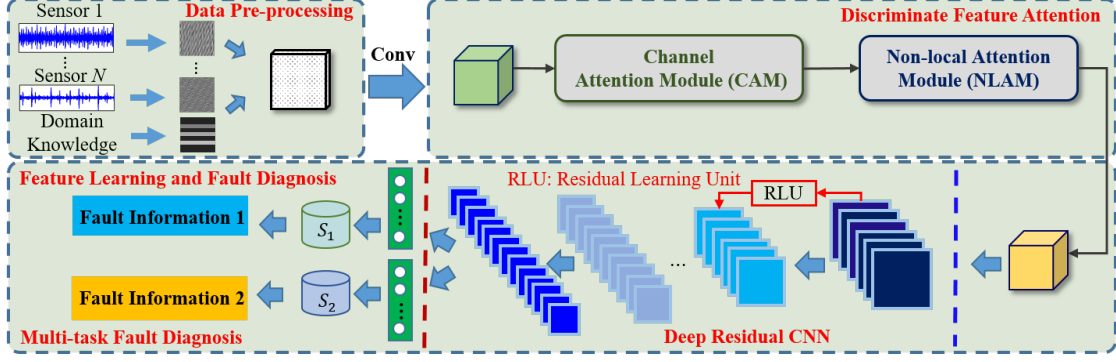 Sensor 1
Data Pre-processing
⋮
⋮
Sensor N
Domain
Knowledge
Conv
Discriminate Feature Attention
Channel
Attention Module (CAM)
Non-local Attention
Module (NLAM)
Feature Learning and Fault Diagnosis
RLU: Residual Learning Unit
RLU
Fault Information 1
S1
...
Fault Information 2
S2
Multi-task Fault Diagnosis
Deep Residual CNN